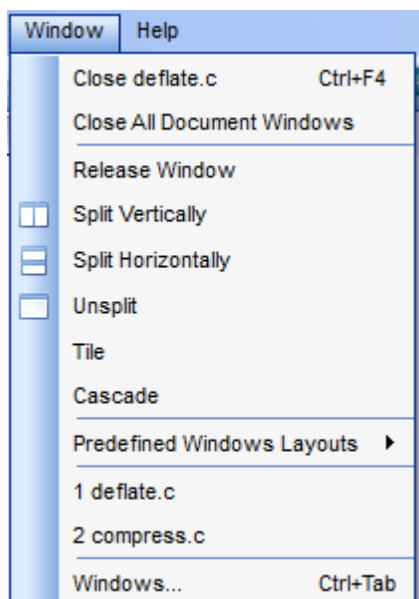 Window Help
Close deflate.c Ctrl+F4
Close All Document Windows
Release Window
Split Vertically
Split Horizontally
Unsplit
Tile
Cascade
Predefined Windows Layouts
1 deflate.c
2 compress.c
Windows... Ctrl+Tab